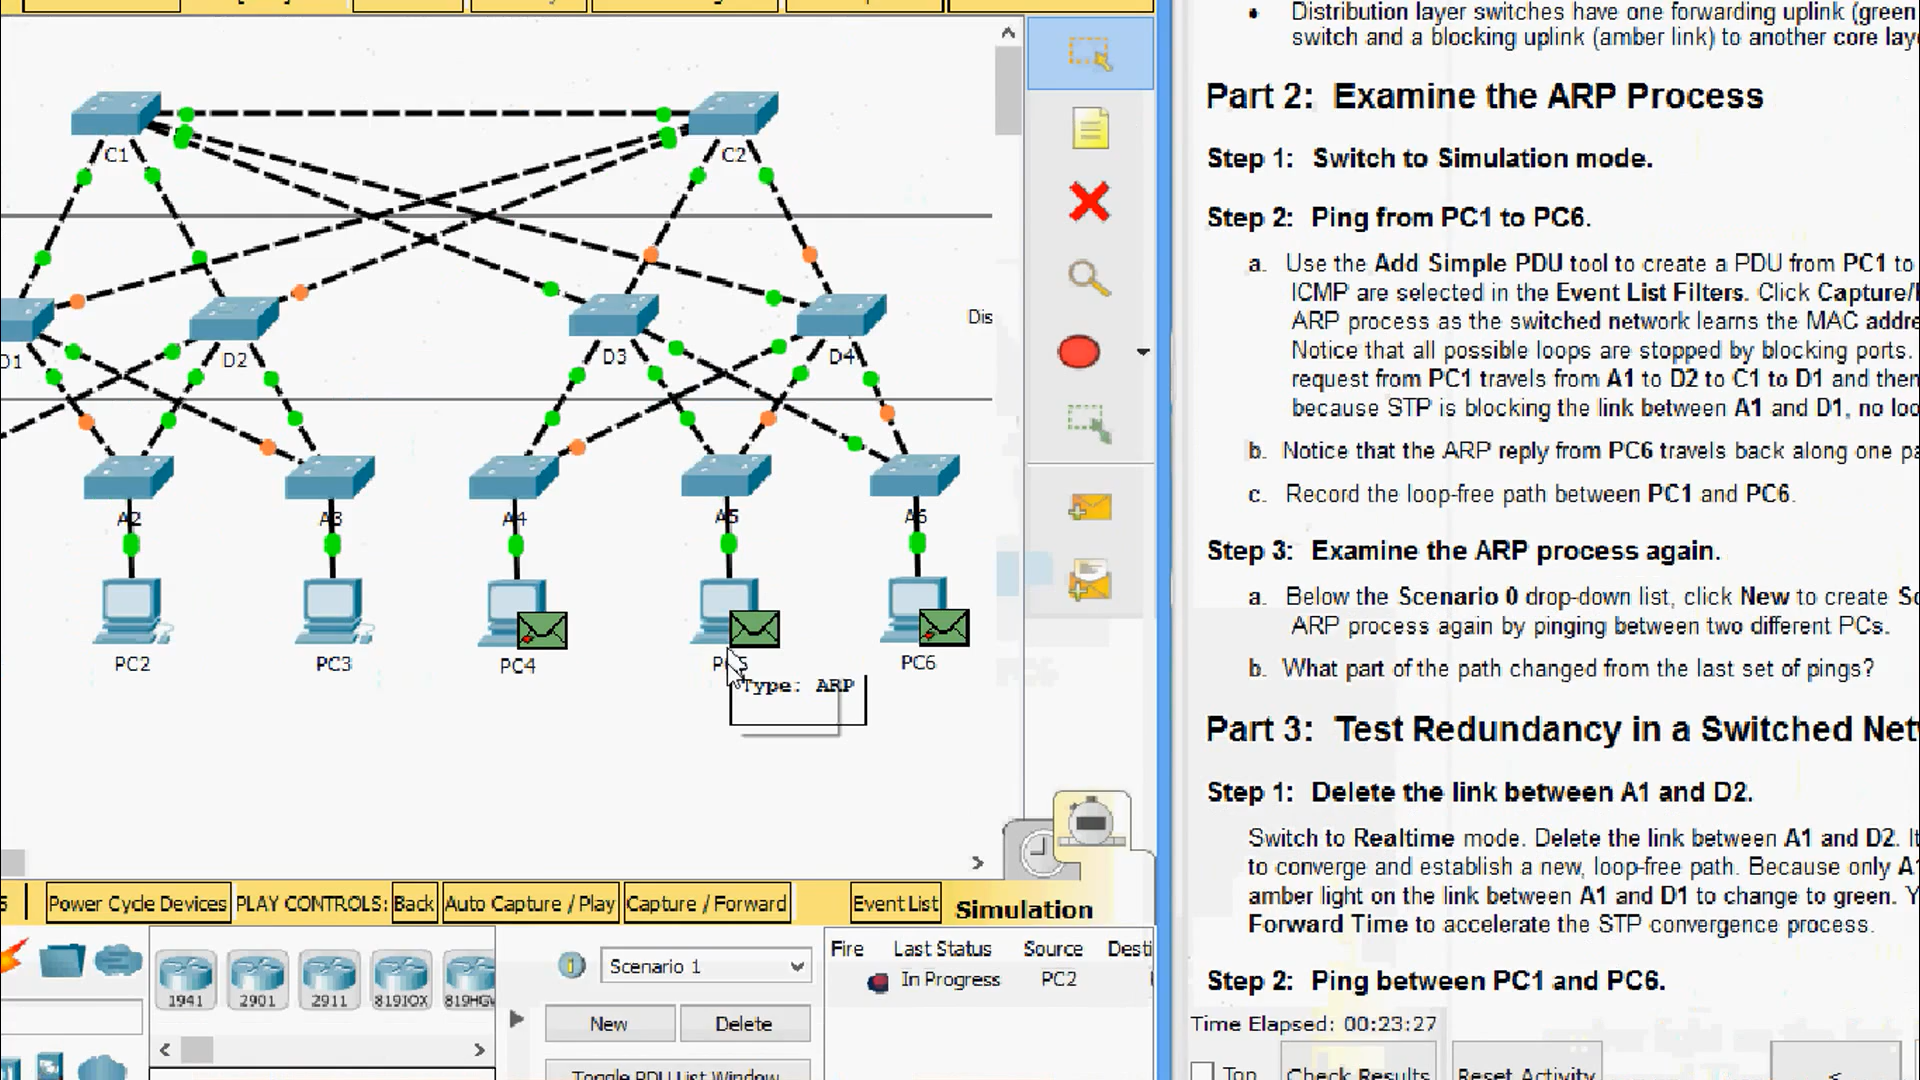 C1
C2
Dis
D1
D2
D3
D4
A2
A3
A4
A5
A6
PC2
PC3
PC4
PC5
PC6
Type: ARP
5
Power Cycle Devices
PLAY CONTROLS:
Back
Auto Capture / Play
Capture / Forward
Event List
Simulation
1941
2901
2911
819IOX
819HGW
Scenario 1
New
Delete
Toggle PDU List Window
Fire Last Status Source Desti
In Progress PC2
• Distribution layer switches have one forwarding uplink (green
switch and a blocking uplink (amber link) to another core lay
Part 2: Examine the ARP Process
Step 1: Switch to Simulation mode.
Step 2: Ping from PC1 to PC6.
a. Use the Add Simple PDU tool to create a PDU from PC1 to
ICMP are selected in the Event List Filters. Click Capture/
ARP process as the switched network learns the MAC addre
Notice that all possible loops are stopped by blocking ports.
request from PC1 travels from A1 to D2 to C1 to D1 and then
because STP is blocking the link between A1 and D1, no loo
b. Notice that the ARP reply from PC6 travels back along one pa
c. Record the loop-free path between PC1 and PC6.
Step 3: Examine the ARP process again.
a. Below the Scenario 0 drop-down list, click New to create Sc
ARP process again by pinging between two different PCs.
b. What part of the path changed from the last set of pings?
Part 3: Test Redundancy in a Switched Net
Step 1: Delete the link between A1 and D2.
Switch to Realtime mode. Delete the link between A1 and D2. It
to converge and establish a new, loop-free path. Because only A
amber light on the link between A1 and D1 to change to green. Y
Forward Time to accelerate the STP convergence process.
Step 2: Ping between PC1 and PC6.
Time Elapsed: 00:23:27
Top
Check Results
Reset Activity
<